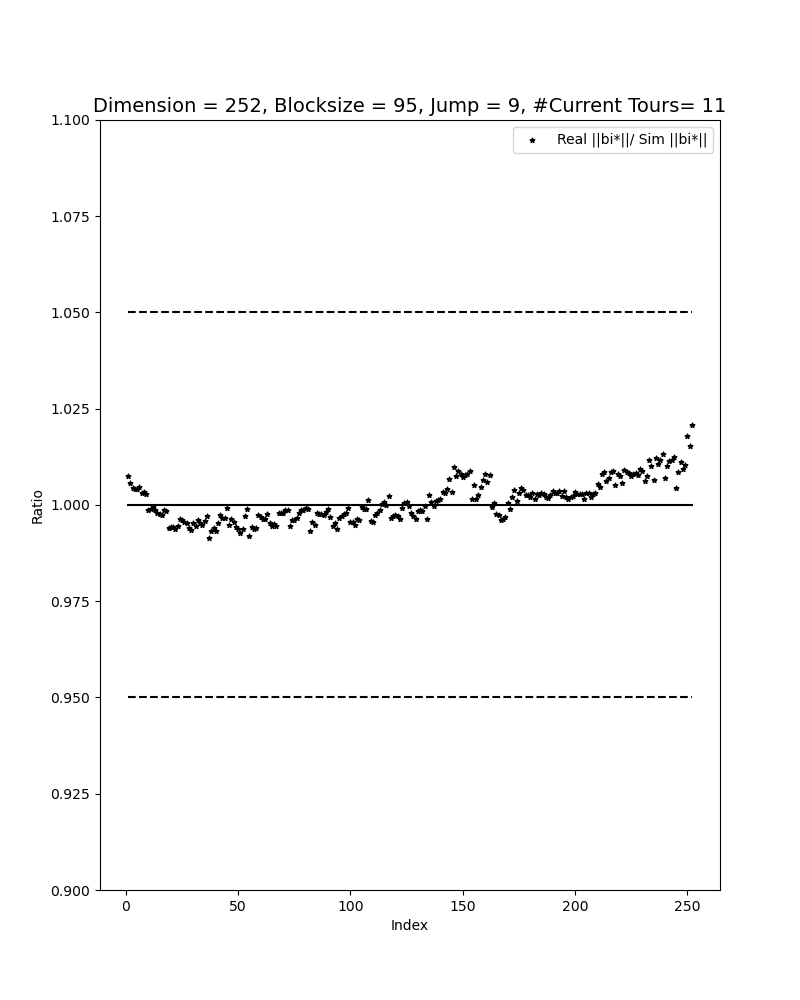 Dimension = 252, Blocksize = 95, Jump = 9, #Current Tours= 11
Real ||bi*||/ Sim ||bi*||
1.100
1.075
1.050
1.025
1.000
0.975
0.950
0.925
0.900
Ratio
0 50 100 150 200 250
Index